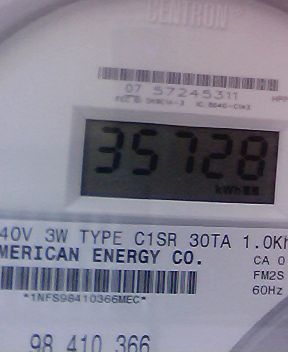 CENTRON®
07 57245311
35728
kWh
40V 3W TYPE C1SR 30TA 1.0Kh
MERICAN ENERGY CO.
CA 0
FM2S
60Hz
*1NFS98410366MEC*
98 410 366